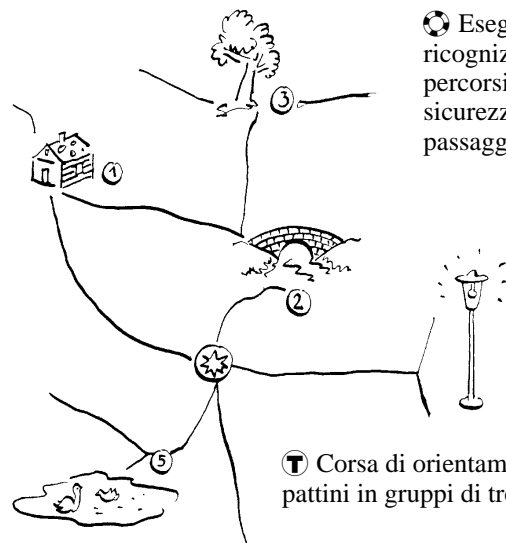 Eseg
ricogniz
percorsi
sicurezz
passagg
3
1
2
5
T Corsa di orientam
pattini in gruppi di tre